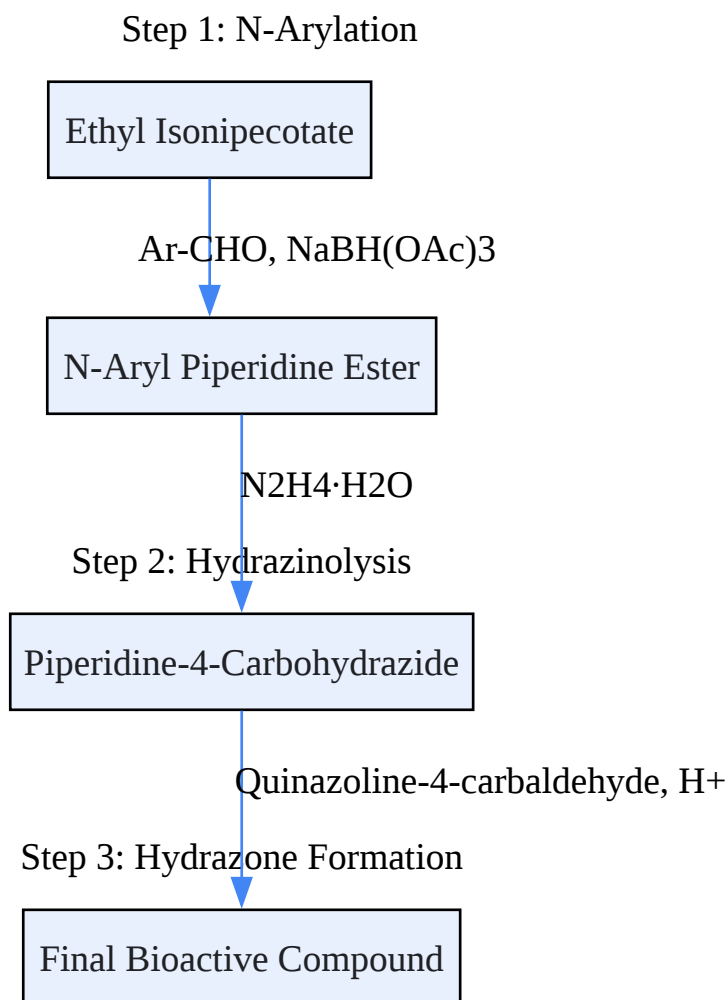 Step 1: N-Arylation
Ethyl Isonipecotate
Ar-CHO, NaBH(OAc)3
N-Aryl Piperidine Ester
N2H4·H2O
Step 2: Hydrazinolysis
Piperidine-4-Carbohydrazide
Quinazoline-4-carbaldehyde, H+
Step 3: Hydrazone Formation
Final Bioactive Compound